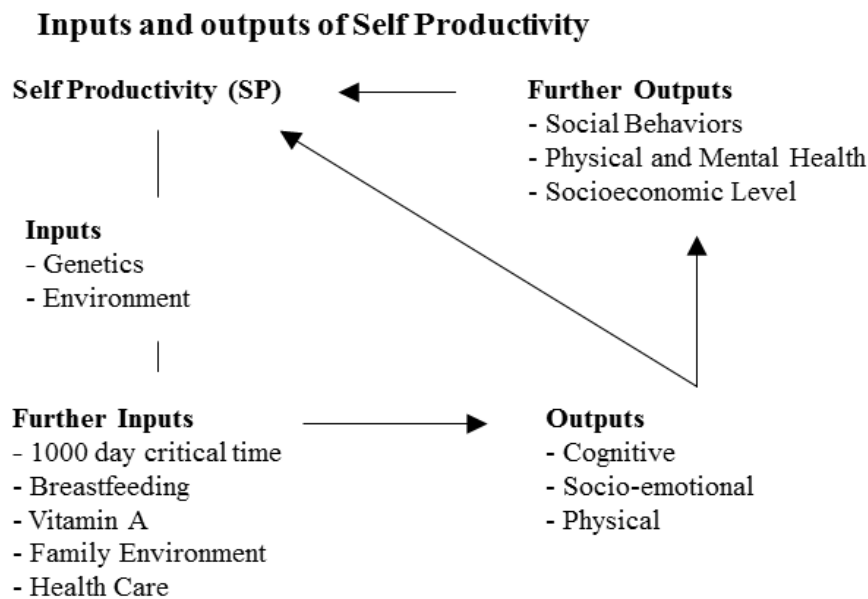 Inputs and outputs of Self Productivity
Self Productivity (SP)
Further Outputs
- Social Behaviors
- Physical and Mental Health
- Socioeconomic Level
Inputs
- Genetics
- Environment
Further Inputs
- 1000 day critical time
- Breastfeeding
- Vitamin A
- Family Environment
- Health Care
Outputs
- Cognitive
- Socio-emotional
- Physical